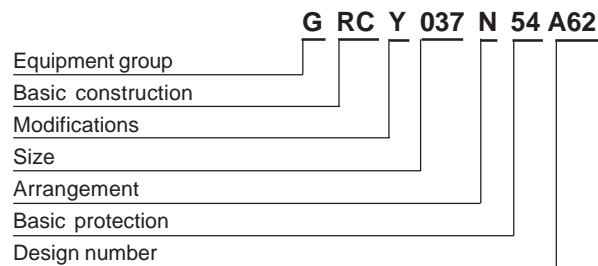 G RC Y 037 N 54 A62
Equipment group
Basic construction
Modifications
Size
Arrangement
Basic protection
Design number